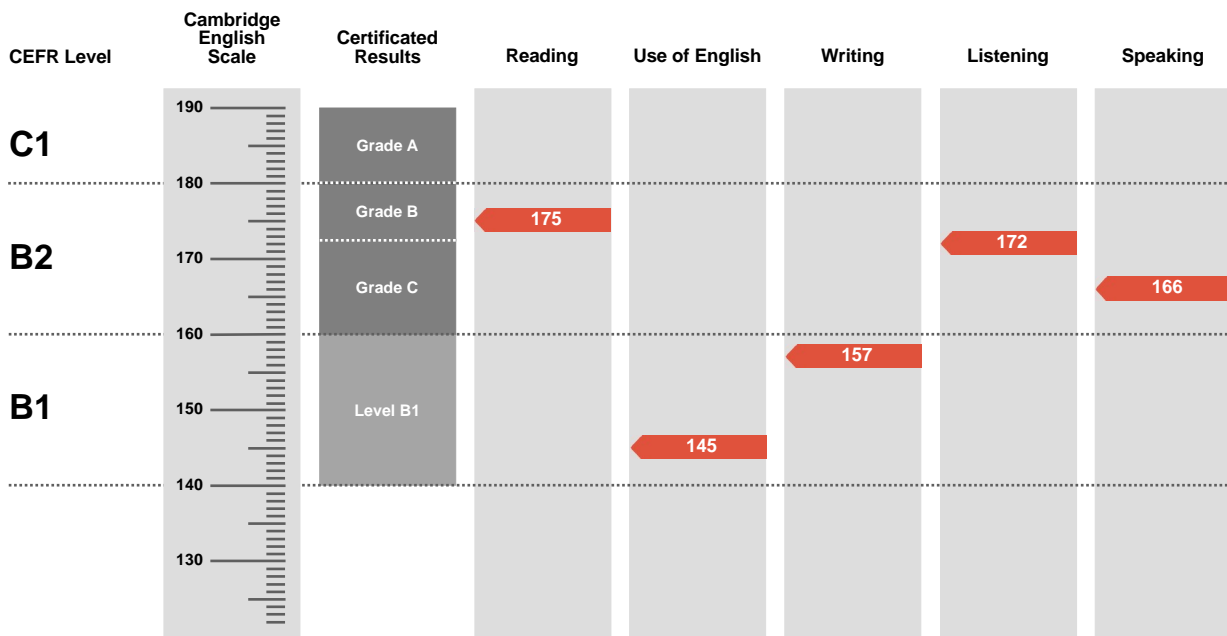 CEFR Level
Cambridge
English
Scale
Certificated
Results
Reading
Use of English
Writing
Listening
Speaking
190
C1
Grade A
180
Grade B
175
172
B2
170
Grade C
166
160
157
B1
150
Level B1
145
140
130